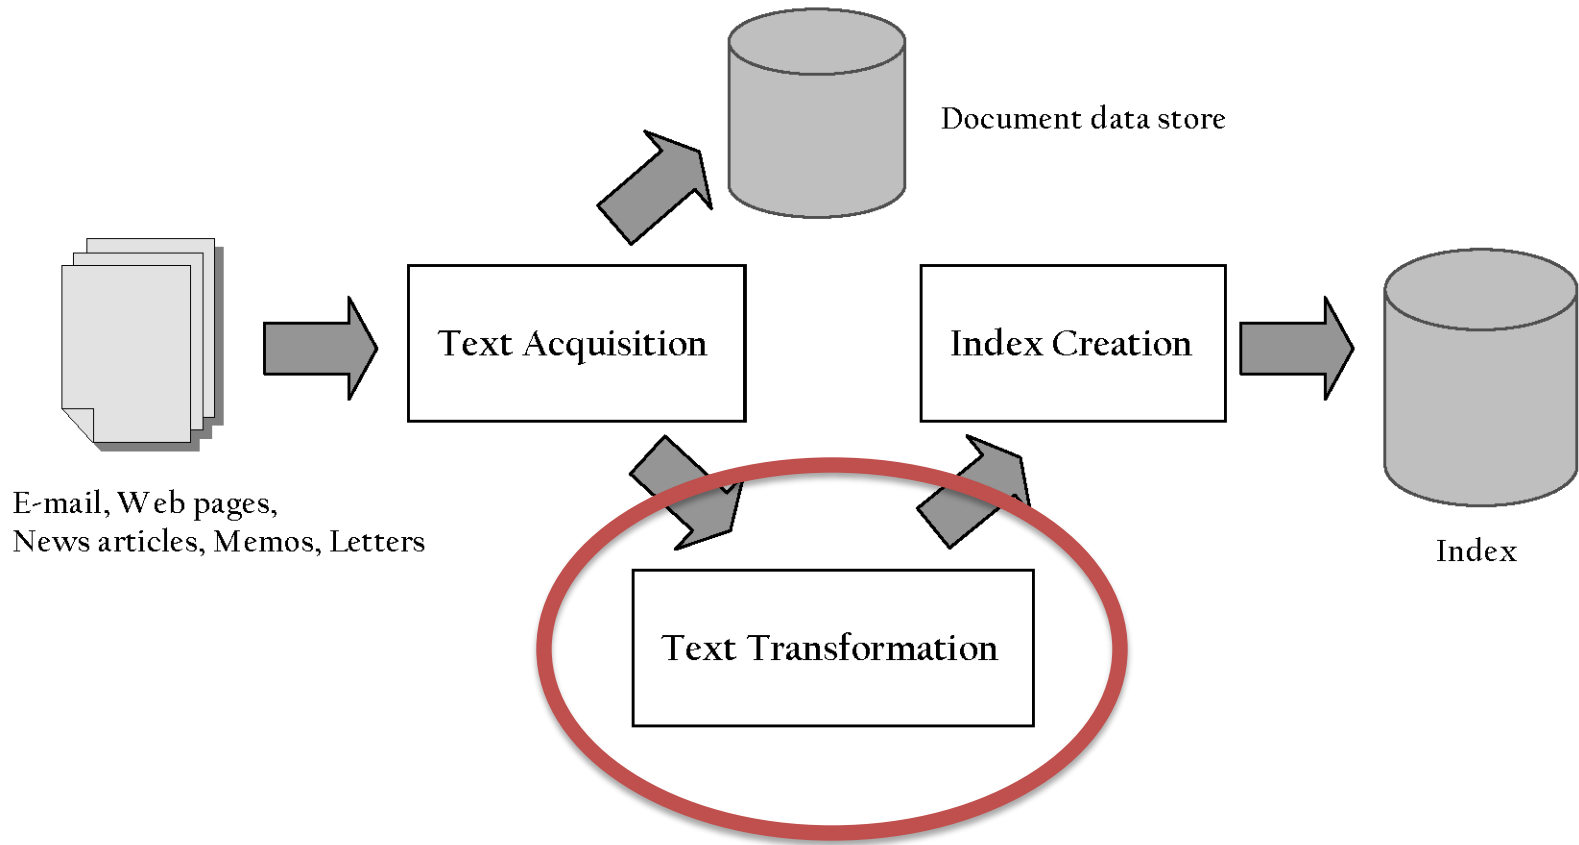 Document data store
Text Acquisition
Index Creation
E-mail, Web pages,
News articles, Memos, Letters
Index
Text Transformation